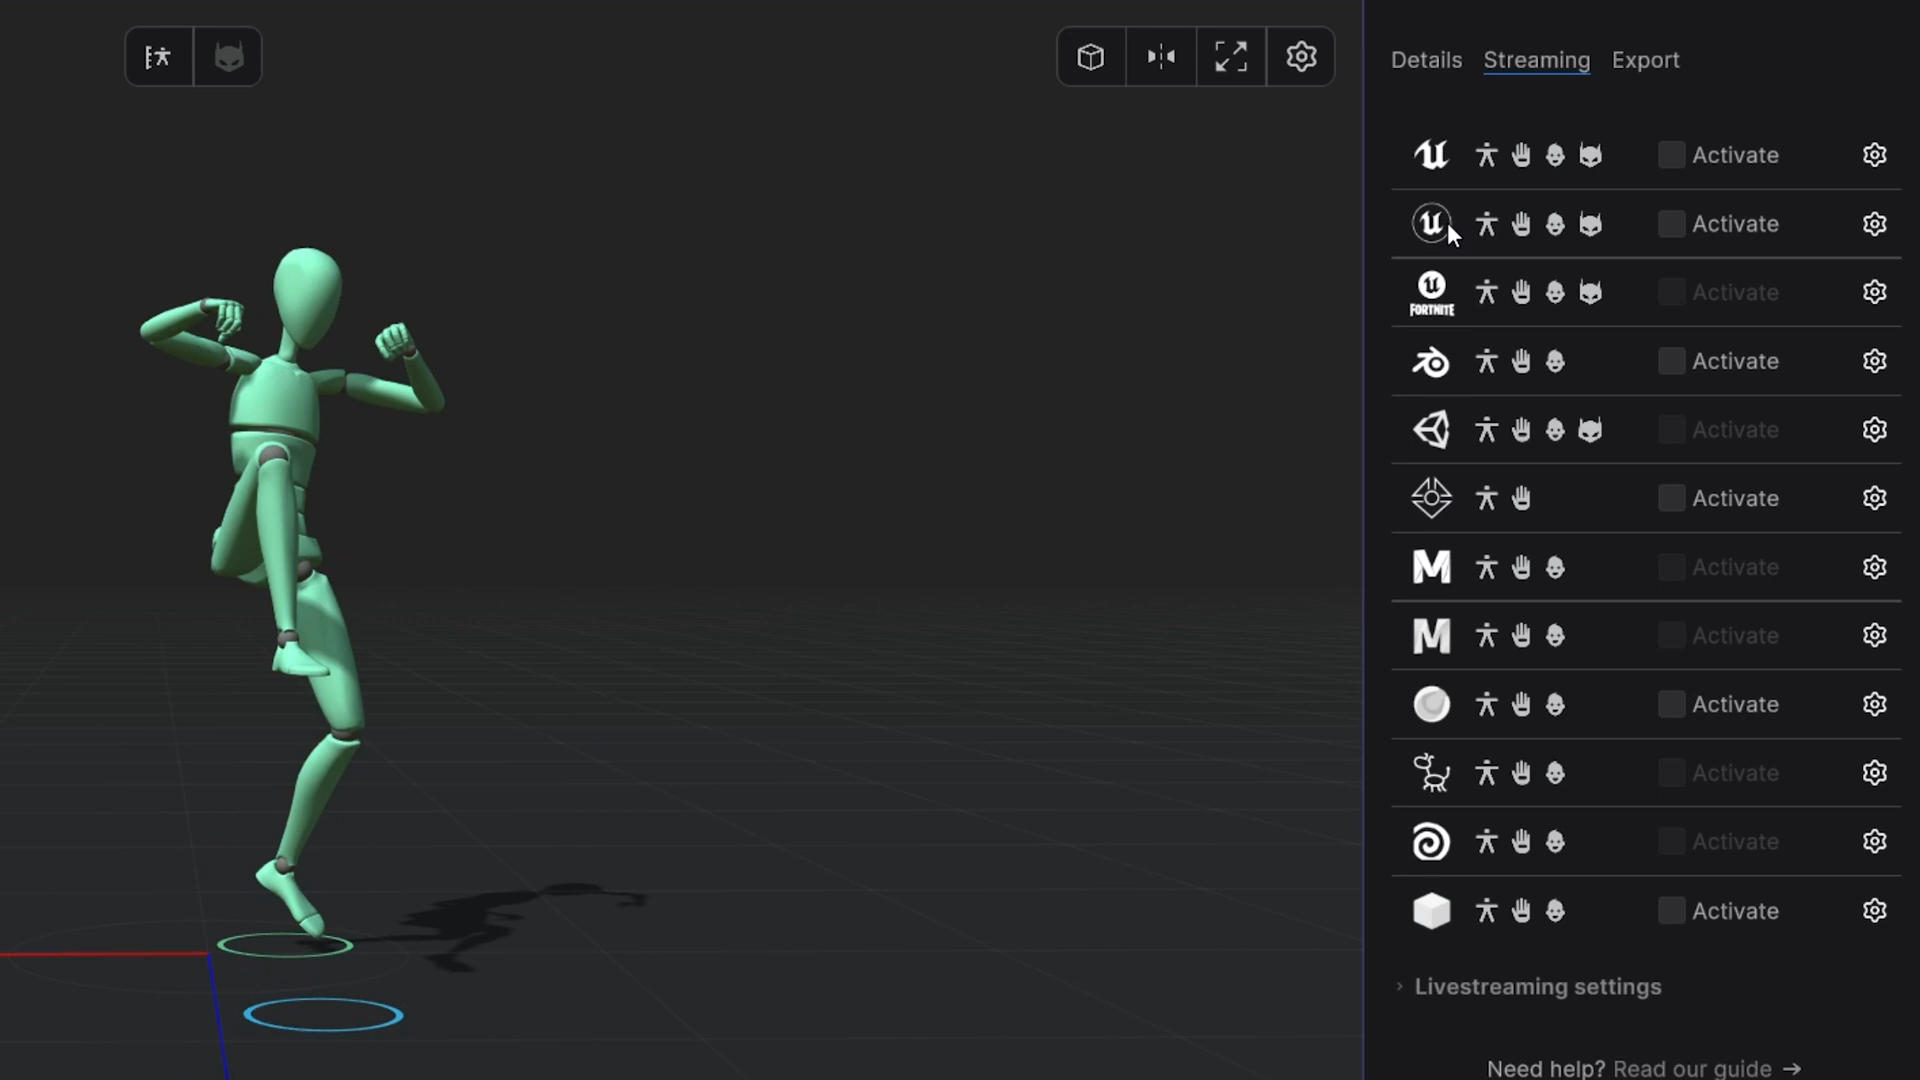 Details Streaming Export
Activate
Activate
FORTNITE Activate
Activate
Activate
Activate
Activate
Activate
Activate
Activate
Activate
Activate
Livestreaming settings
Need help? Read our guide →